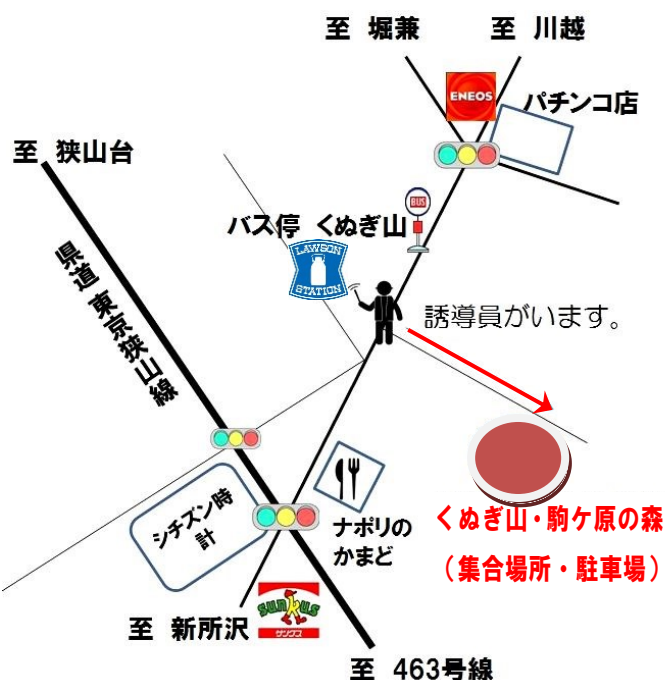 至 堀兼
至 川越
ENEOS
パチンコ店
至 狭山台
BUS
バス停 くぬぎ山
LAWSON
STATION
県道 東京狭山線
誘導員がいます。
くぬぎ山・駒ケ原の森
（集合場所・駐車場）
シチズン時
計
ナポリの
かまど
至 新所沢
sunkus
サンクス
至 463号線